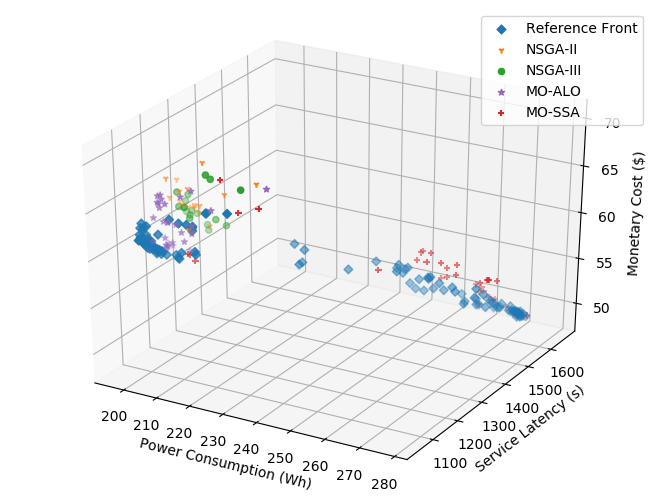 Reference Front
NSGA-II
NSGA-III
MO-ALO
MO-SSA
70
65
60
55
50
Monetary Cost ($)
1600
1500
1400
1300
1200
1100
Service Latency (s)
200
210
220
230
240
250
260
270
280
Power Consumption (Wh)